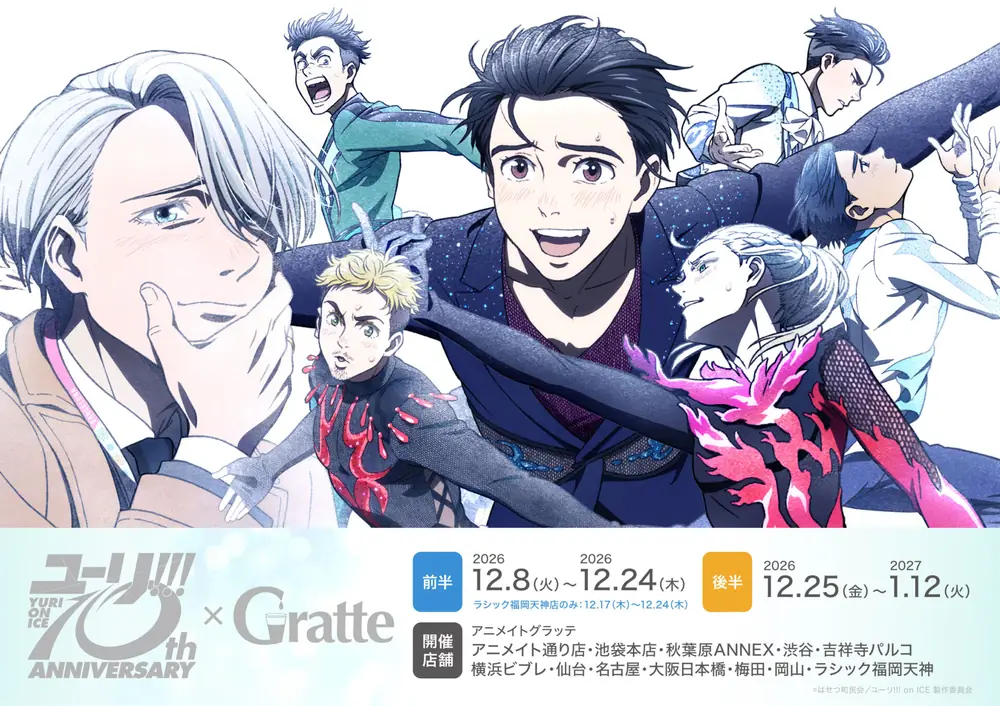 ユーリ!!!
YURI
ON
ICE
10th
ANNIVERSARY
×
Gratte
前半
2026
12.8(火)～
2026
12.24(木)
ラシック福岡天神店のみ:12.17(木)～12.24(木)
後半
2026
12.25(金)～
2027
1.12(火)
開催
店舗
アニメイトグラッテ
アニメイト通り店・池袋本店・秋葉原ANNEX・渋谷・吉祥寺パルコ
横浜ビブレ・仙台・名古屋・大阪日本橋・梅田・岡山・ラシック福岡天神
©はせつ町民会／ユーリ!!! on ICE 製作委員会